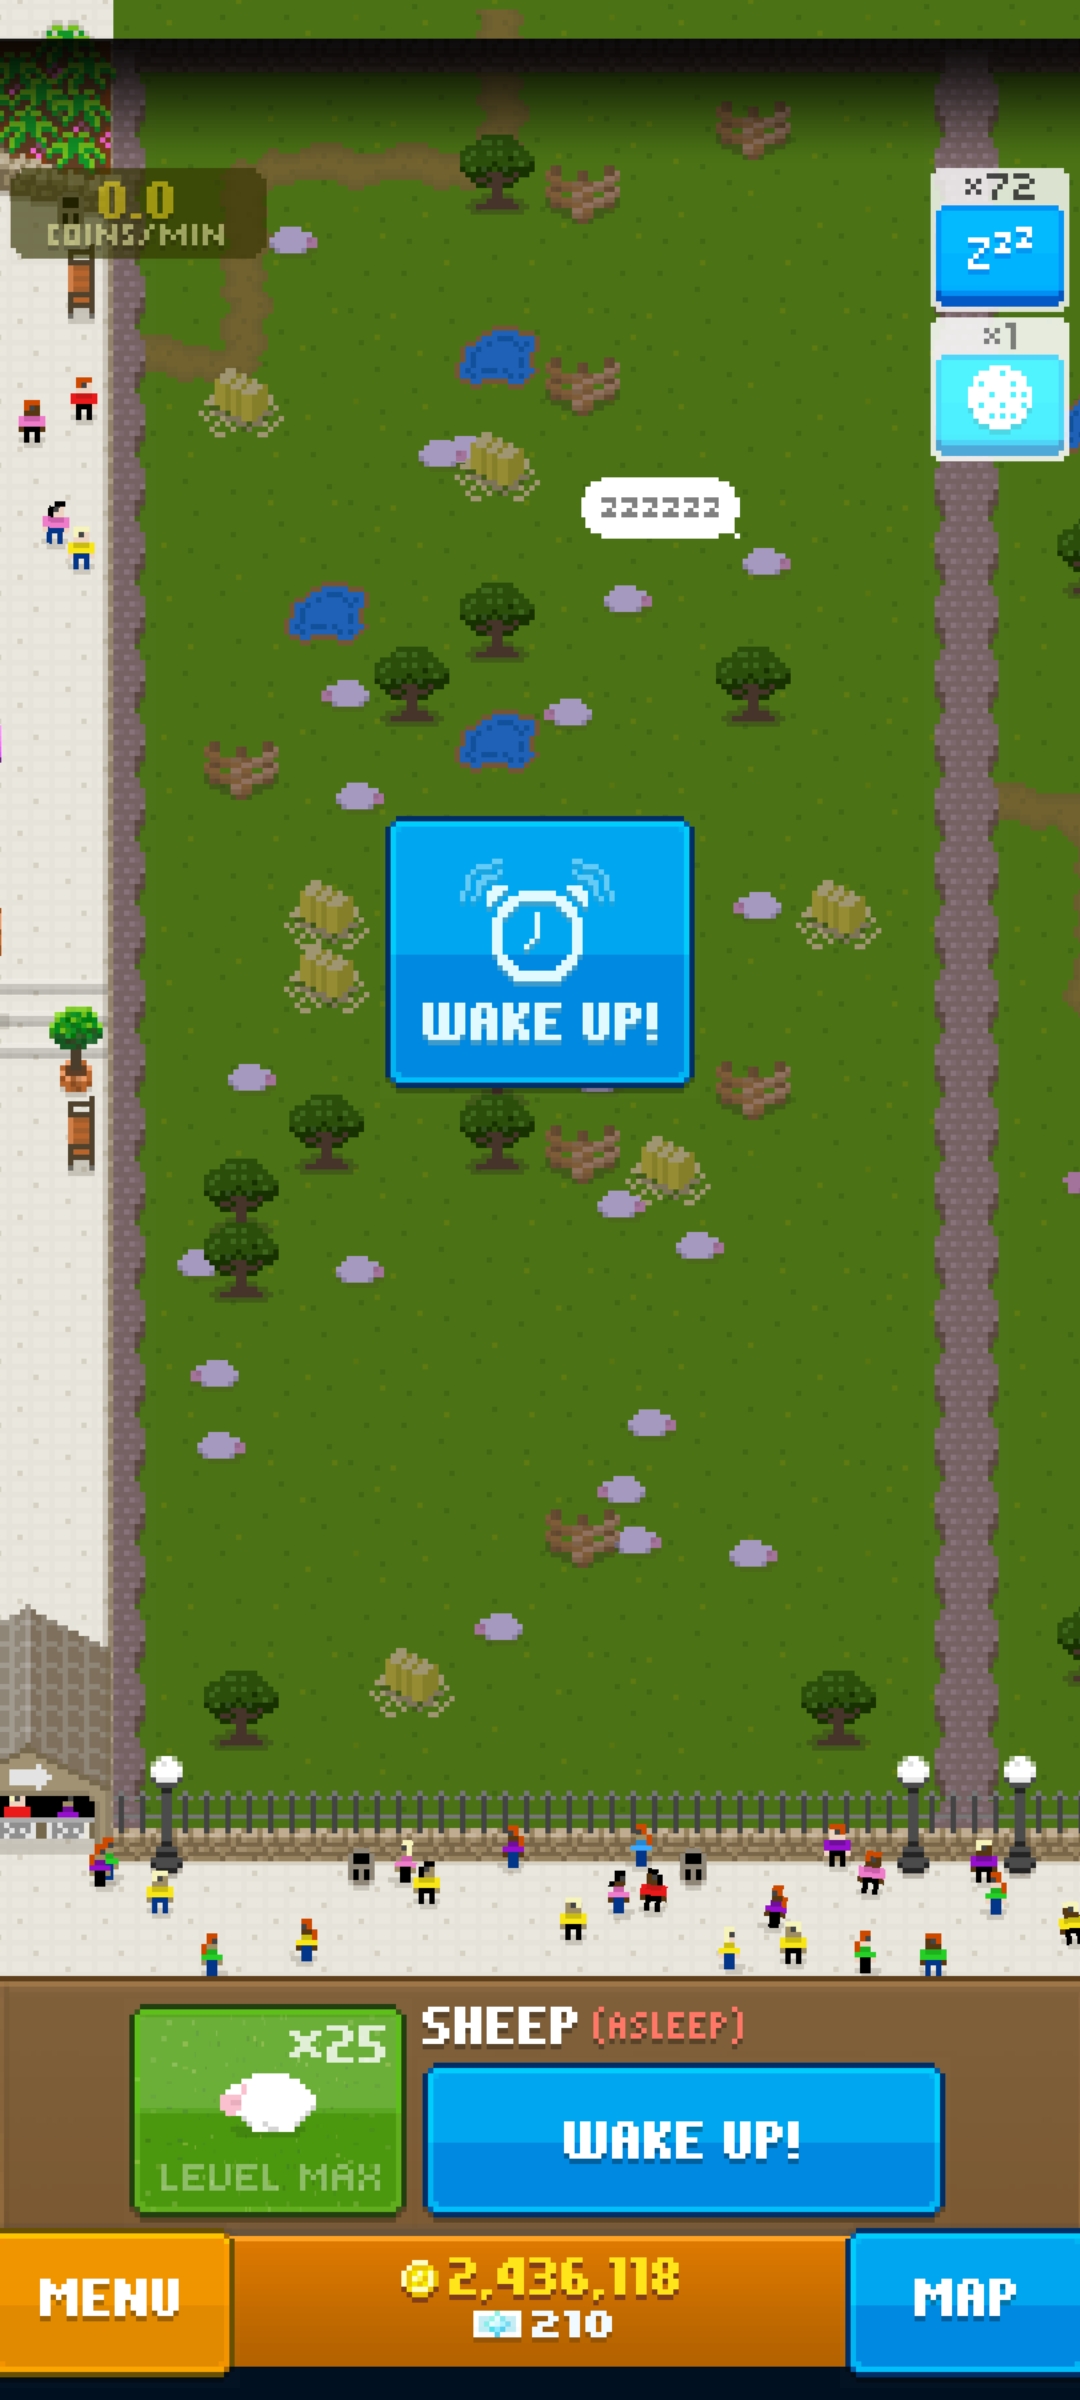 x72
zzz
0.0
COINS/MIN
x1
zzzzzz
WAKE UP!
x25
SHEEP (ASLEEP)
WAKE UP!
LEVEL MAX
2,436,118
MENU
MAP
210